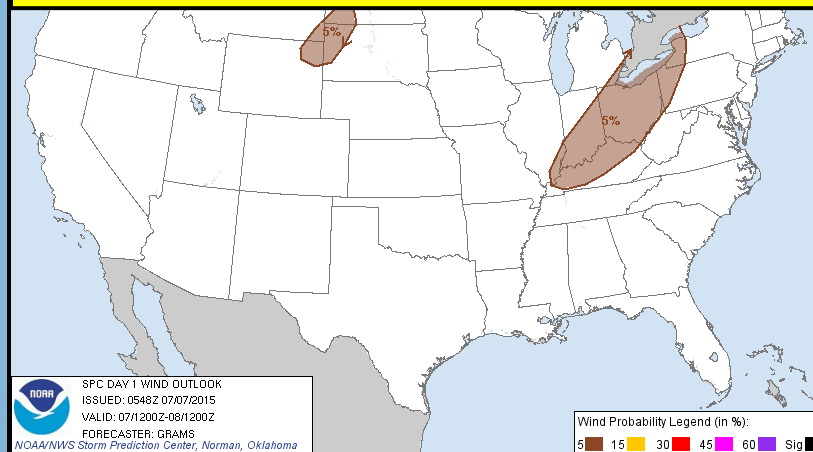 5%
5%
SPC DAY 1 WIND OUTLOOK
ISSUED: 0548Z 07/07/2015
VALID: 07/1200Z-08/1200Z
FORECASTER: GRAMS
NOAA
NOAA/NWS Storm Prediction Center, Norman, Oklahoma
Wind Probability Legend (in %):
5 15 30 45 60 Sig